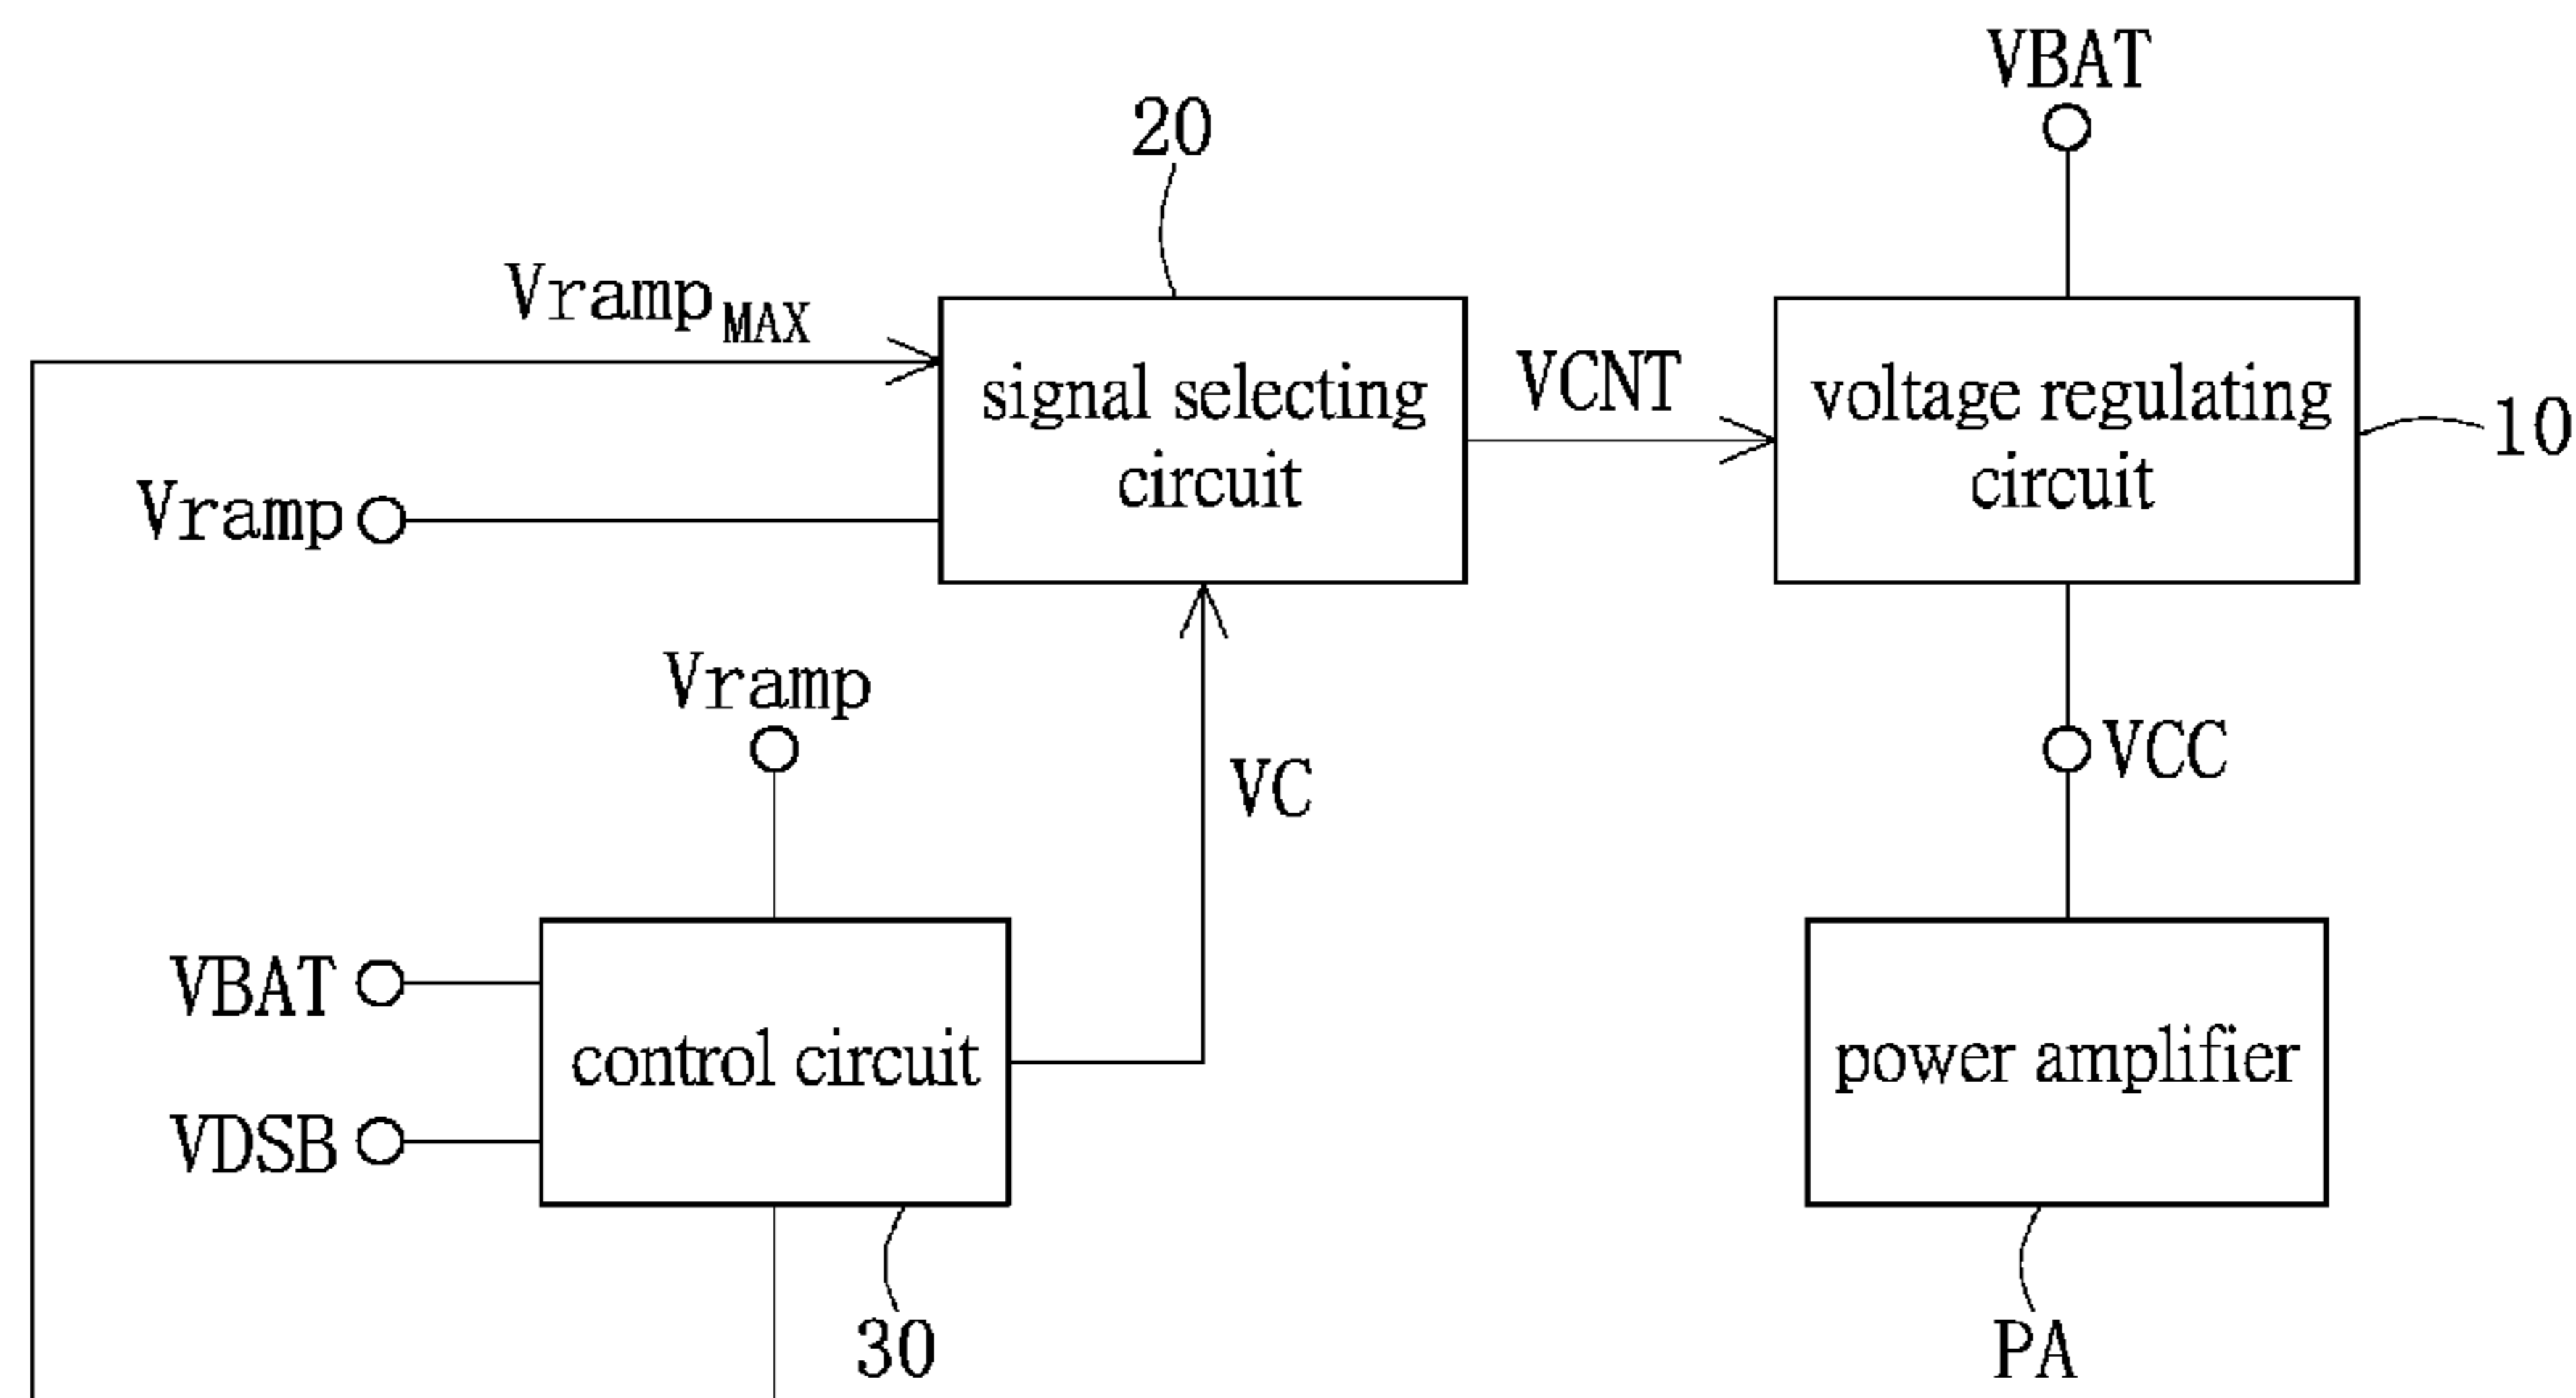 VBAT
20
VrampMAX
signal selecting
circuit
VCNT
voltage regulating
circuit
10
Vramp
Vramp
VC
VCC
VBAT
VDSB
control circuit
power amplifier
30
PA